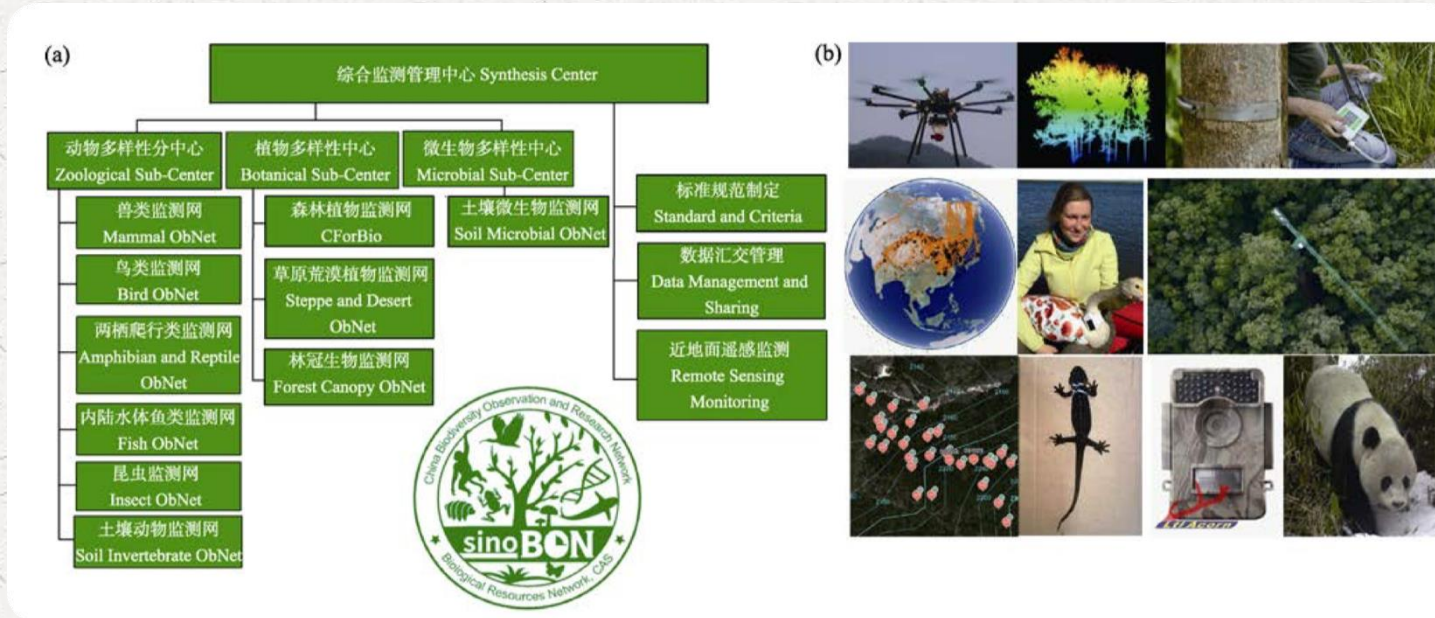 (a)
综合监测管理中心 Synthesis Center
动物多样性分中心
Zoological Sub-Center
植物多样性中心
Botanical Sub-Center
微生物多样性中心
Microbial Sub-Center
兽类监测网
Mammal ObNet
鸟类监测网
Bird ObNet
两栖爬行类监测网
Amphibian and Reptile
ObNet
内陆水体鱼类监测网
Fish ObNet
昆虫监测网
Insect ObNet
土壤动物监测网
Soil Invertebrate ObNet
森林植物监测网
CForBio
草原荒漠植物监测网
Steppe and Desert
ObNet
林冠生物监测网
Forest Canopy ObNet
土壤微生物监测网
Soil Microbial ObNet
标准规范制定
Standard and Criteria
数据汇交管理
Data Management and
Sharing
近地面遥感监测
Remote Sensing
Monitoring
China Biodiversity Observation and Research Network
sinoBON
Biological Resources Network, CAS
(b)
Ltl Acorn